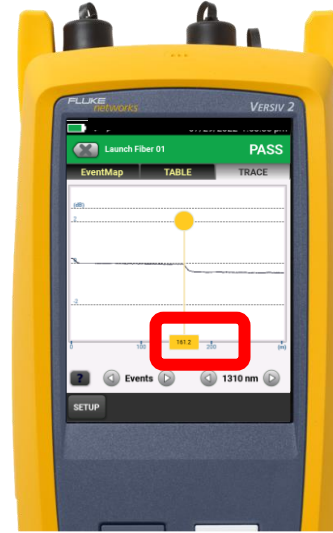 FLUKE
networks
VERSIV 2
Launch Fiber 01
PASS
EventMap TABLE TRACE
(dB)
2
0
-2
161.2
0 100 200 (m)
? Events 1310 nm
SETUP